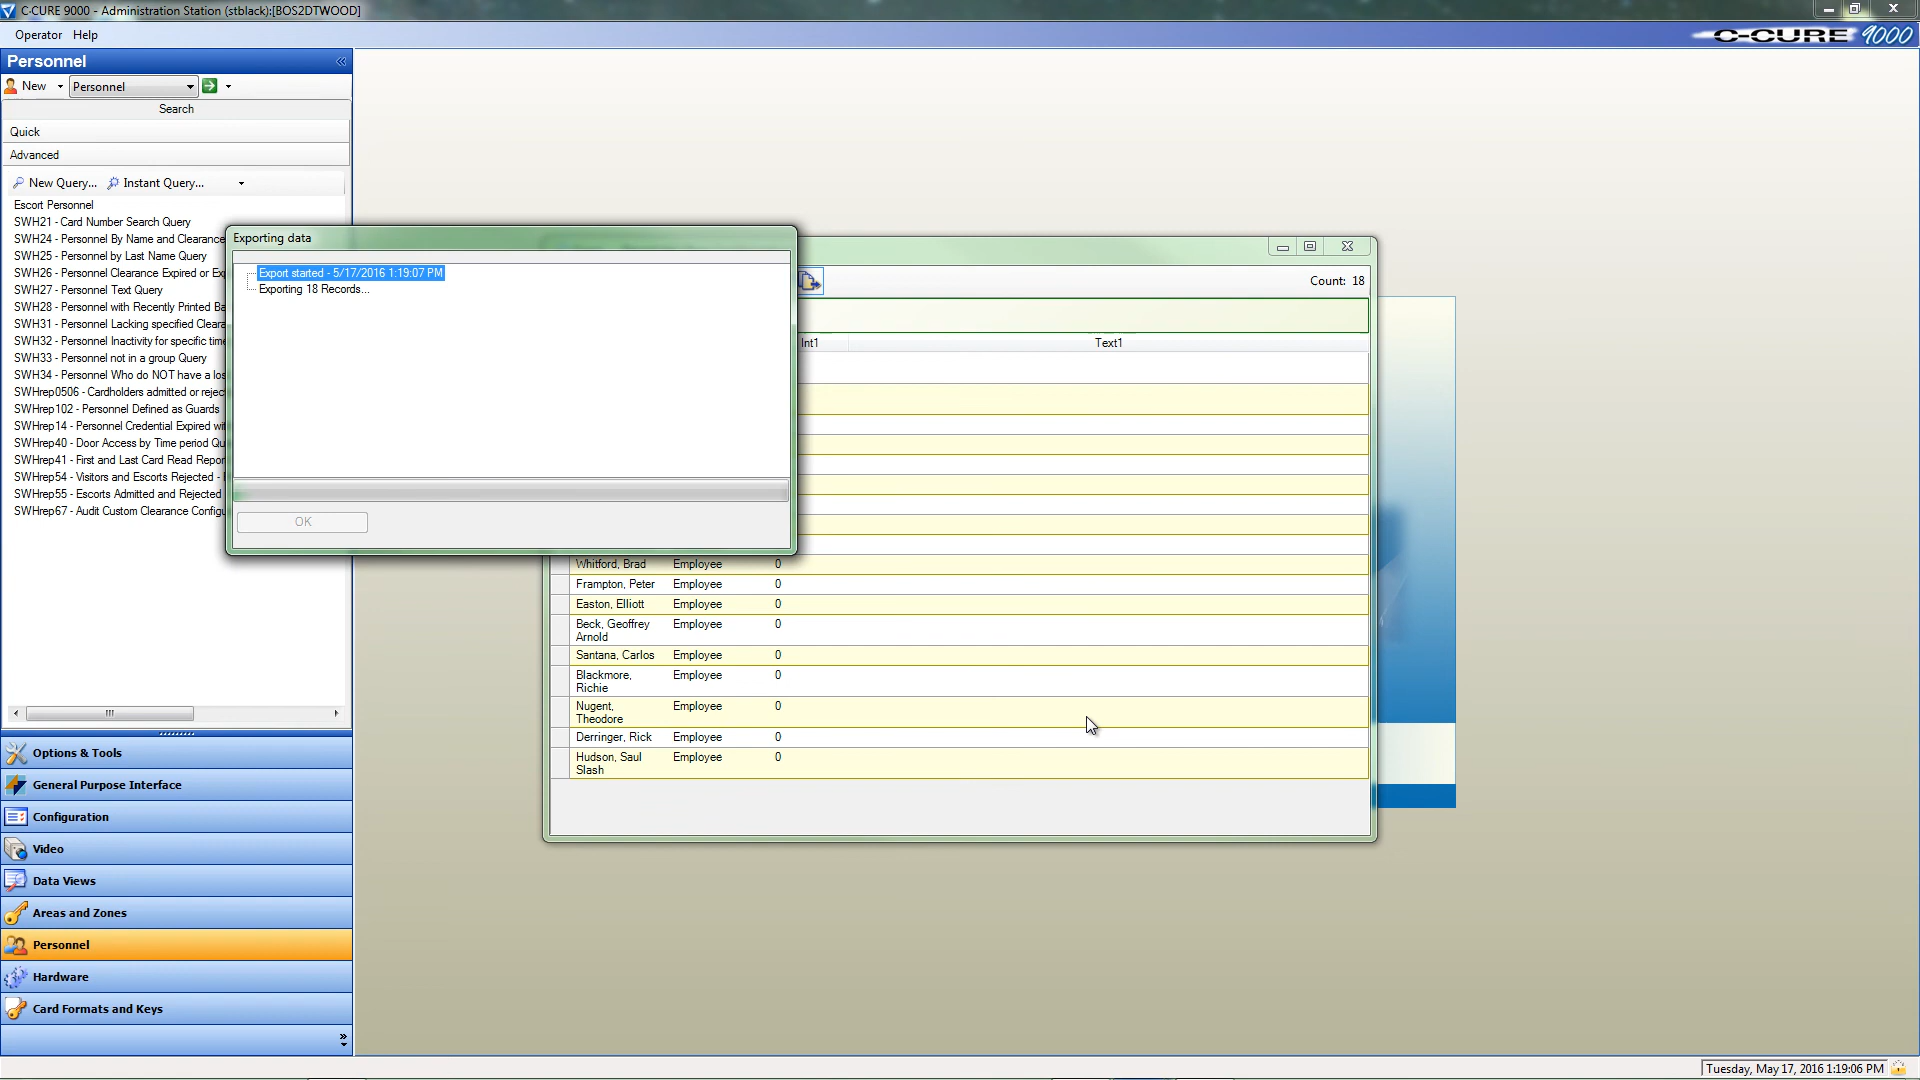 C•CURE 9000 - Administration Station (stblack):[BOS2DTWOOD]
Operator Help
C•CURE 9000
Personnel
New Personnel
Search
Quick
Advanced
New Query... Instant Query...
Escort Personnel
SWH21 - Card Number Search Query
SWH24 - Personnel By Name and Clearance
SWH25 - Personnel by Last Name Query
SWH26 - Personnel Clearance Expired or Ex
SWH27 - Personnel Text Query
SWH28 - Personnel with Recently Printed Ba
SWH31 - Personnel Lacking specified Cleara
SWH32 - Personnel Inactivity for specific time
SWH33 - Personnel not in a group Query
SWH34 - Personnel Who do NOT have a los
SWHrep0506 - Cardholders admitted or rejec
SWHrep102 - Personnel Defined as Guards
SWHrep14 - Personnel Credential Expired wi
SWHrep40 - Door Access by Time period Qu
SWHrep41 - First and Last Card Read Repor
SWHrep54 - Visitors and Escorts Rejected -
SWHrep55 - Escorts Admitted and Rejected
SWHrep67 - Audit Custom Clearance Configu
Exporting data
Export started - 5/17/2016 1:19:07 PM
Exporting 18 Records...
OK
Count: 18
Int1 Text1
Whitford, Brad Employee 0
Frampton, Peter Employee 0
Easton, Elliott Employee 0
Beck, Geoffrey Employee 0
Arnold
Santana, Carlos Employee 0
Blackmore, Employee 0
Richie
Nugent, Employee 0
Theodore
Derringer, Rick Employee 0
Hudson, Saul Employee 0
Slash
Options & Tools
General Purpose Interface
Configuration
Video
Data Views
Areas and Zones
Personnel
Hardware
Card Formats and Keys
Tuesday, May 17, 2016 1:19:06 PM